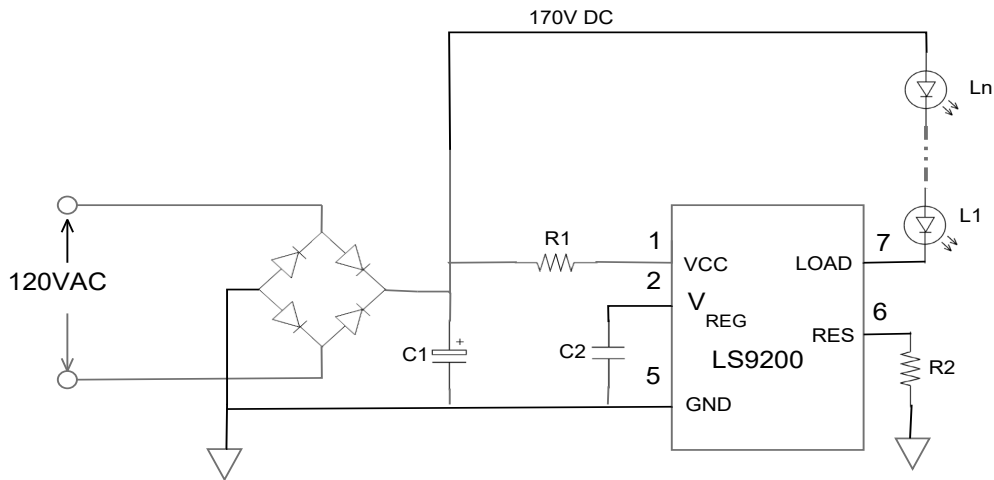 170V DC
Ln
L1
R1
1
7
VCC
LOAD
120VAC
2
V REG
6
RES
+
C1
C2
LS9200
R2
5
GND